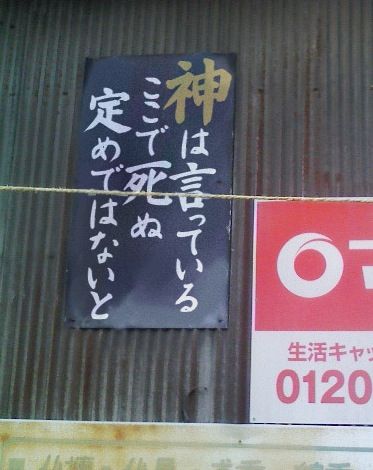 神は言っている
ここで死ぬ
定めではないと
生活キャッ
0120